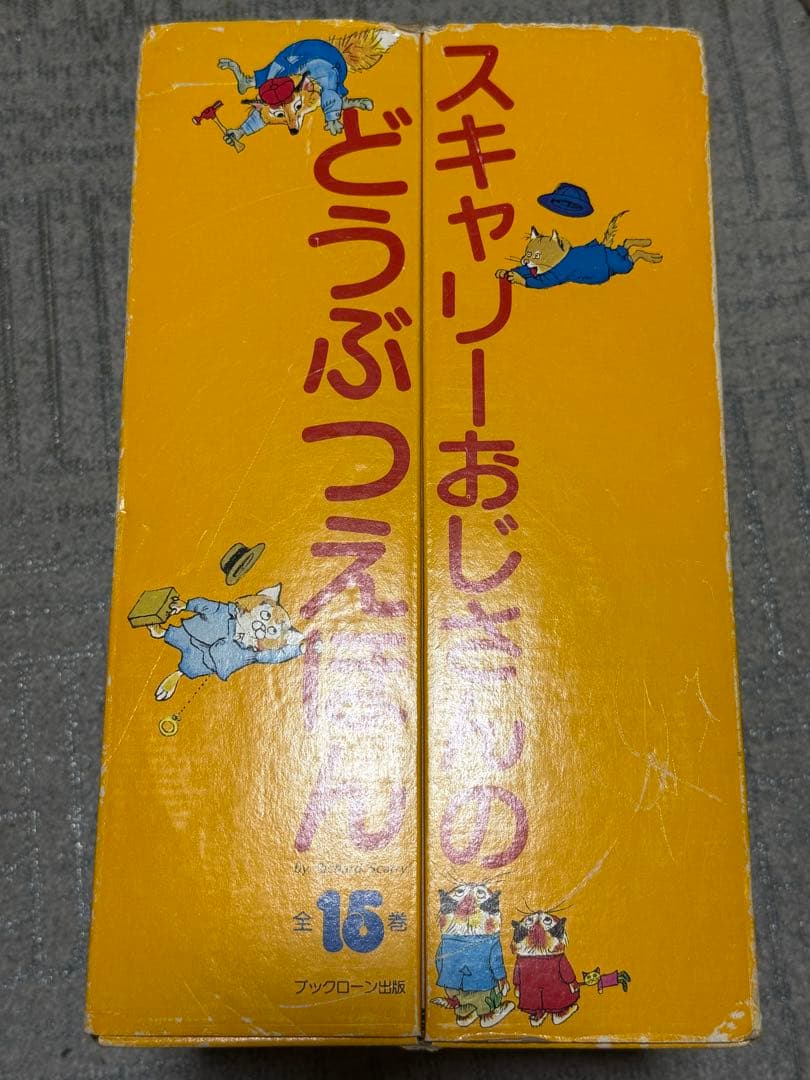 スキャリーおじさんの
どうぶつえほん
by Richard Scarry
全15巻
ブックローン出版